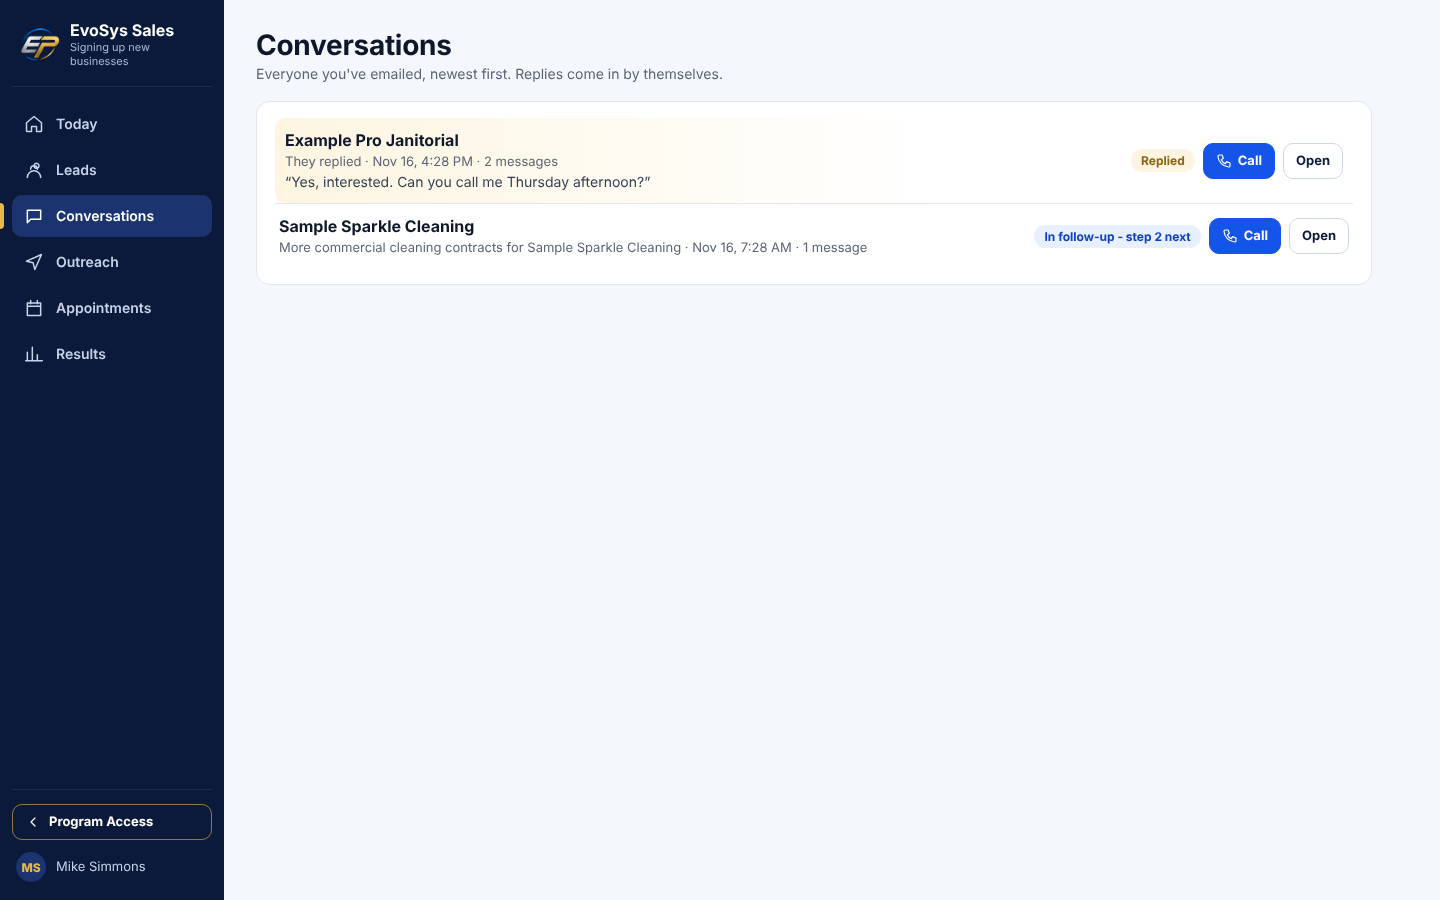 EP
EvoSys Sales
Signing up new
businesses
Today
Leads
Conversations
Outreach
Appointments
Results
Program Access
MS
Mike Simmons
Conversations
Everyone you've emailed, newest first. Replies come in by themselves.
Example Pro Janitorial
They replied · Nov 16, 4:28 PM · 2 messages
“Yes, interested. Can you call me Thursday afternoon?”
Replied
Call
Open
Sample Sparkle Cleaning
More commercial cleaning contracts for Sample Sparkle Cleaning · Nov 16, 7:28 AM · 1 message
In follow-up - step 2 next
Call
Open